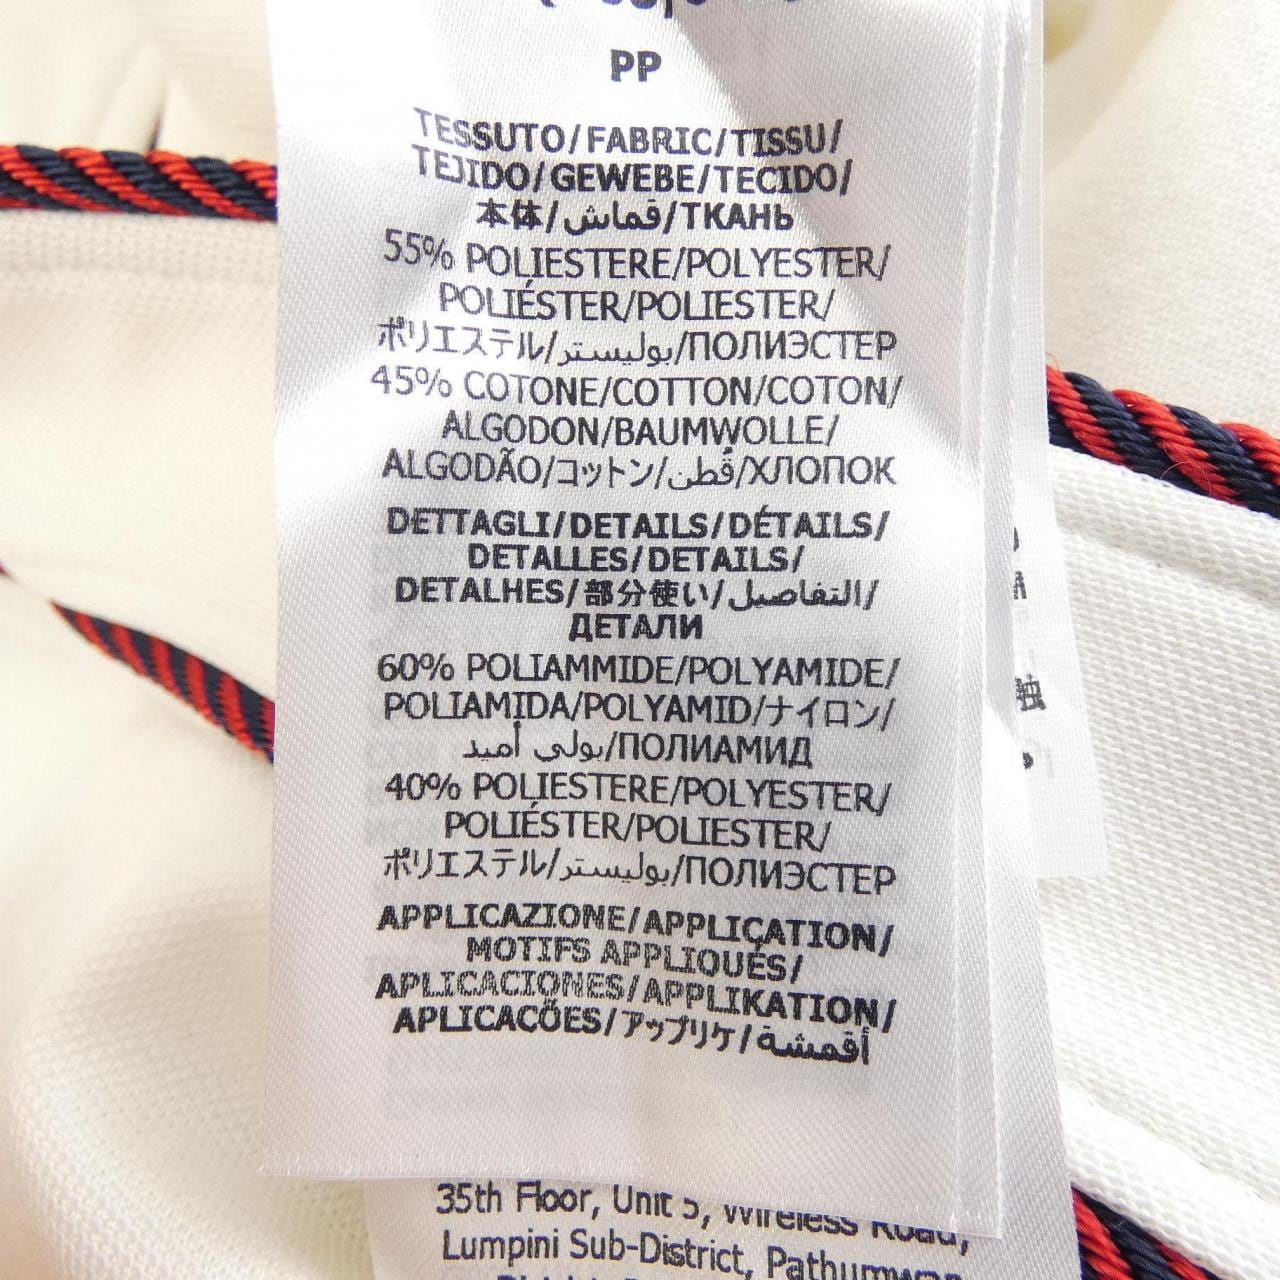 PP
TESSUTO/FABRIC/TISSU/
TEJIDO/GEWEBE/TECIDO/
本体/قماش/ТКАНЬ
55% POLIESTERE/POLYESTER/
POLIÉSTER/POLIESTER/
ポリエステル/بوليستر/ПОЛИЭСТЕР
45% COTONE/COTTON/COTON/
ALGODON/BAUMWOLLE/
ALGODÃO/コットン/قُطن/ХЛОПОК
DETTAGLI/DETAILS/DÉTAILS/
DETALLES/DETAILS/
DETALHES/部分使い/التفاصيل/
ДЕТАЛИ
60% POLIAMMIDE/POLYAMIDE/
POLIAMIDA/POLYAMID/ナイロン/
بولي أميد/ПОЛИАМИД
40% POLIESTERE/POLYESTER/
POLIÉSTER/POLIESTER/
ポリエステル/بوليستر/ПОЛИЭСТЕР
APPLICAZIONE/APPLICATION/
MOTIFS APPLIQUÉS/
APLICACIONES/APPLIKATION/
APLICACÕES/アップリケ/أقمشة
35th Floor, Unit 5, Wireless Road,
Lumpini Sub-District, Pathumwan